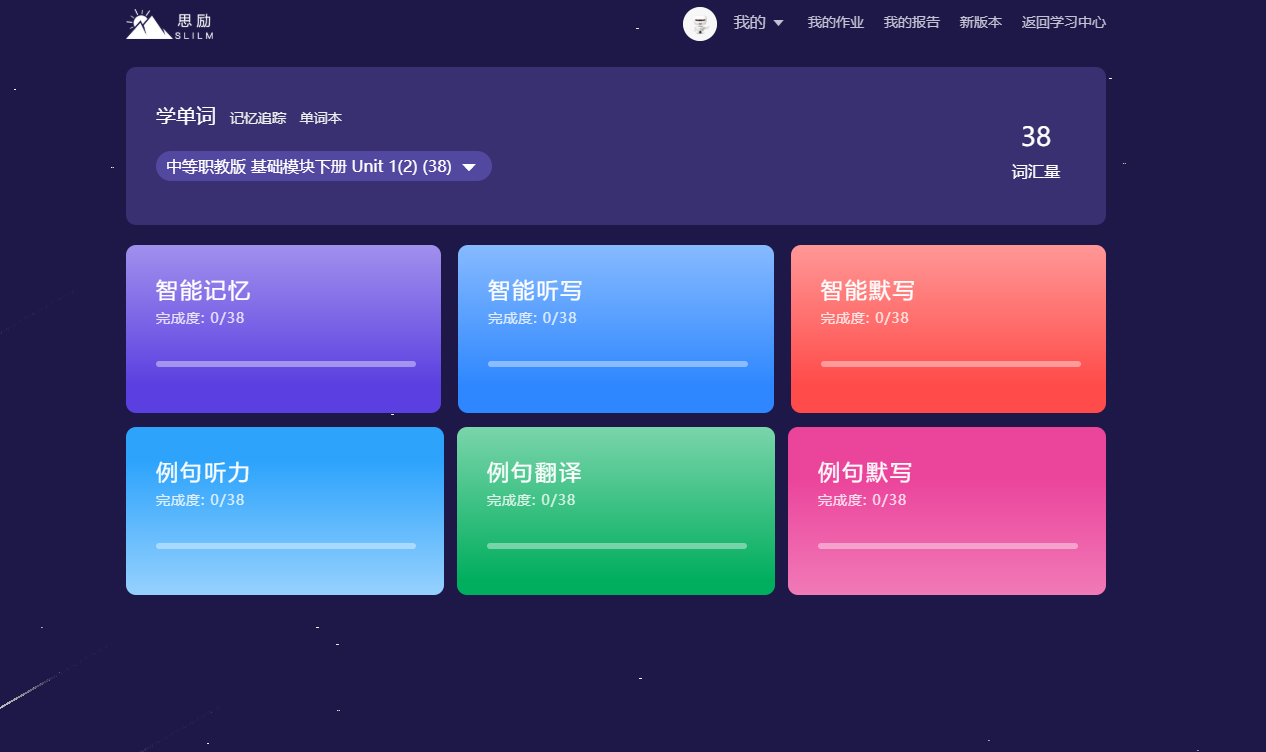 思励
SLILM
我的 我的作业 我的报告 新版本 返回学习中心
学单词 记忆追踪 单词本
中等职教版 基础模块下册 Unit 1(2) (38)
38
词汇量
智能记忆
完成度: 0/38
智能听写
完成度: 0/38
智能默写
完成度: 0/38
例句听力
完成度: 0/38
例句翻译
完成度: 0/38
例句默写
完成度: 0/38